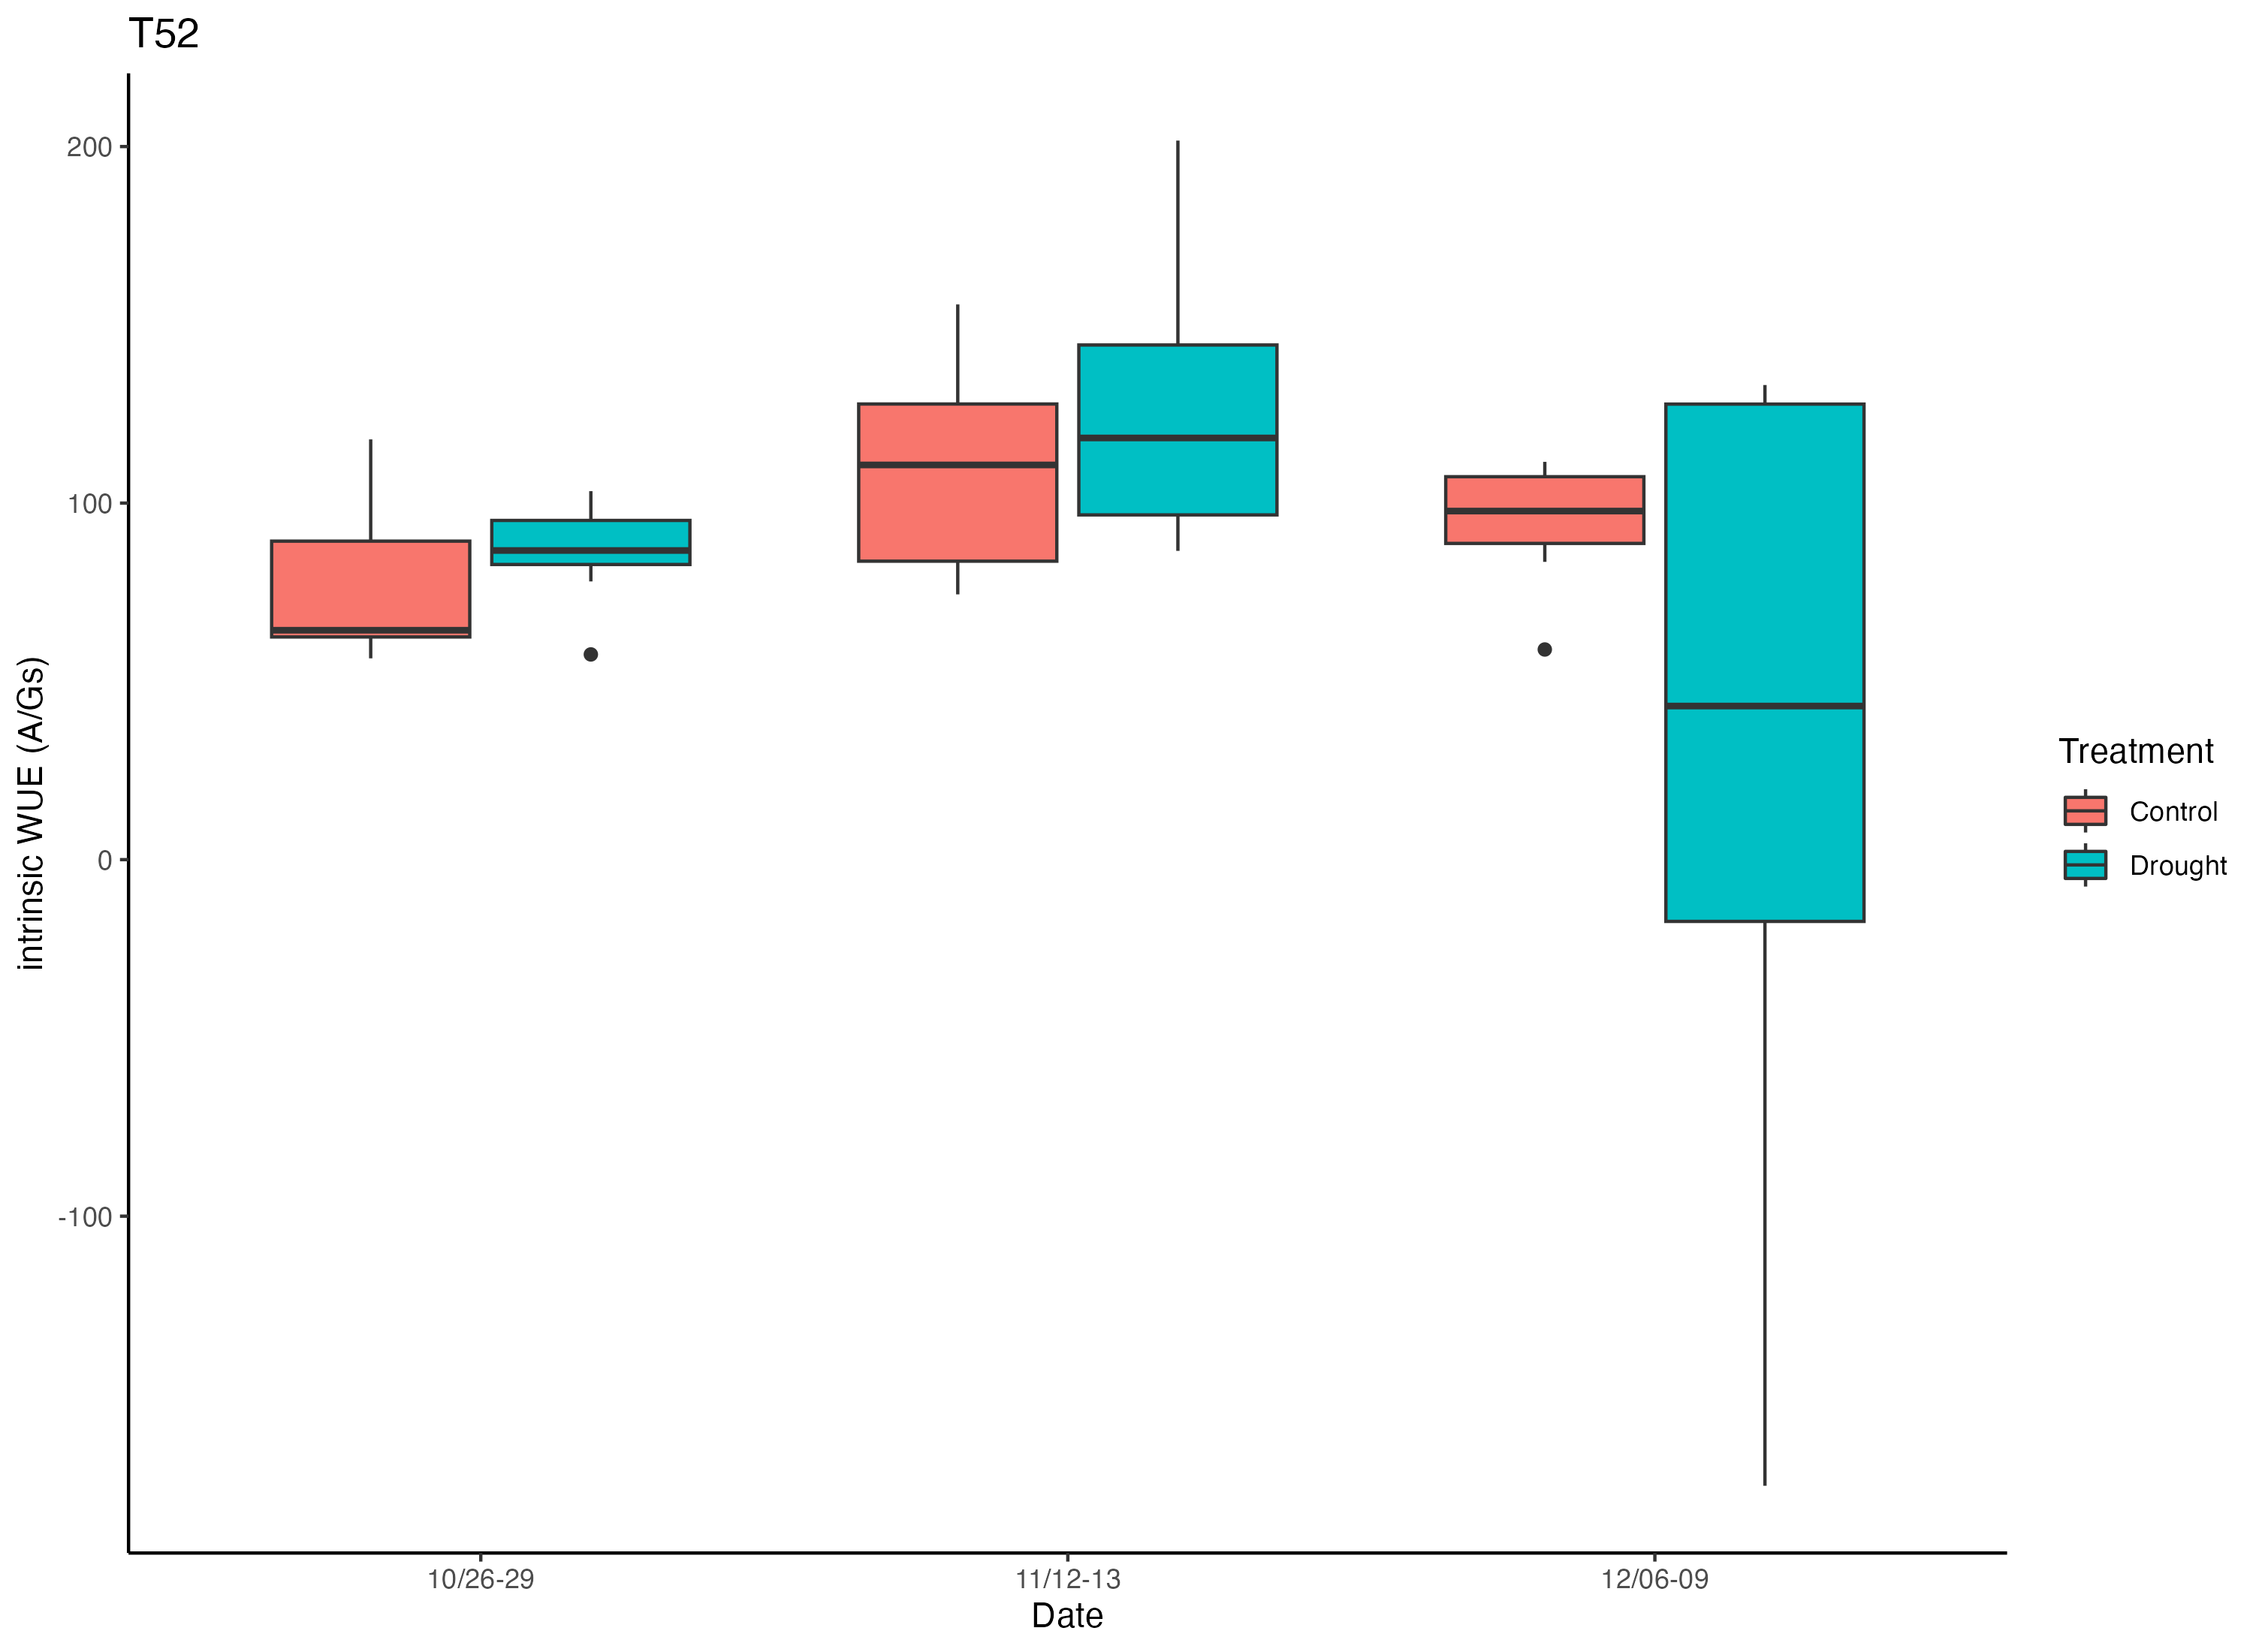 T52
200
100
0
-100
intrinsic WUE (A/Gs)
10/26-29
11/12-13
12/06-09
Date
Treatment
Control
Drought